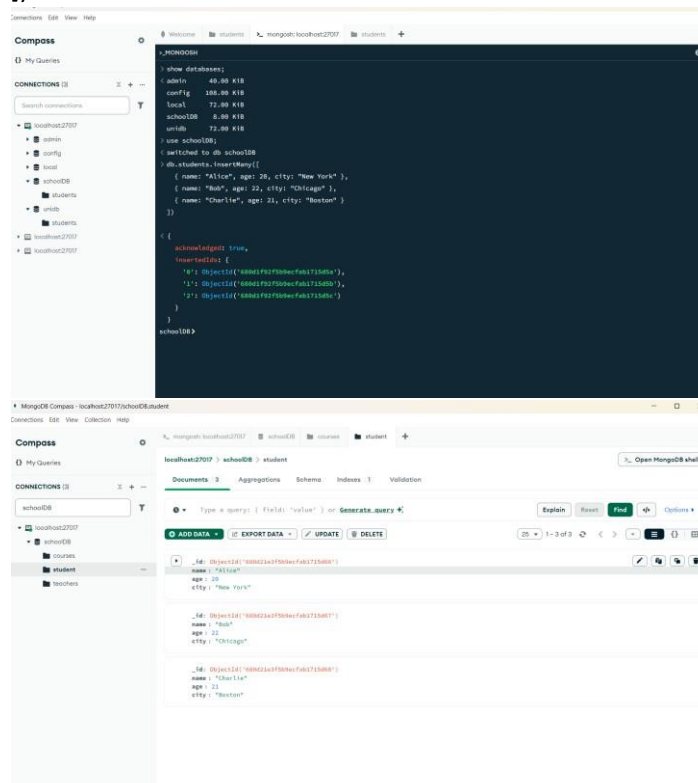 Connections Edit View Help
Compass
Welcome
students
mongosh: localhost:27017
students
+
{} My Queries
CONNECTIONS (3)
Search connections
localhost:27017
admin
config
local
schoolDB
students
unidb
students
localhost:27017
localhost:27017
>_MONGOSH
> show databases;
< admin 40.00 KiB
config 108.00 KiB
local 72.00 KiB
schoolDB 8.00 KiB
unidb 72.00 KiB
> use schoolDB;
< switched to db schoolDB
> db.students.insertMany([
{ name: "Alice", age: 20, city: "New York" },
{ name: "Bob", age: 22, city: "Chicago" },
{ name: "Charlie", age: 21, city: "Boston" }
])
< {
acknowledged: true,
insertedIds: {
'0':
'1':
'2':
}
}
schoolDB>
MongoDB Compass - localhost:27017/schoolDB.student
Connections Edit View Collection Help
Compass
mongosh: localhost:27017
schoolDB
courses
student
+
{} My Queries
CONNECTIONS (3)
schoolDB
localhost:27017
schoolDB
courses
student
teachers
localhost:27017 > schoolDB > student
>_ Open MongoDB shell
Documents 3 Aggregations Schema Indexes 1 Validation
Type a query: { field: 'value' } or Generate query
Explain Reset Find Options
ADD DATA EXPORT DATA UPDATE DELETE
25 1-3 of 3
_id:
name : "Alice"
age : 20
city : "New York"
_id:
name : "Bob"
age : 22
city : "Chicago"
_id:
name : "Charlie"
age : 21
city : "Boston"